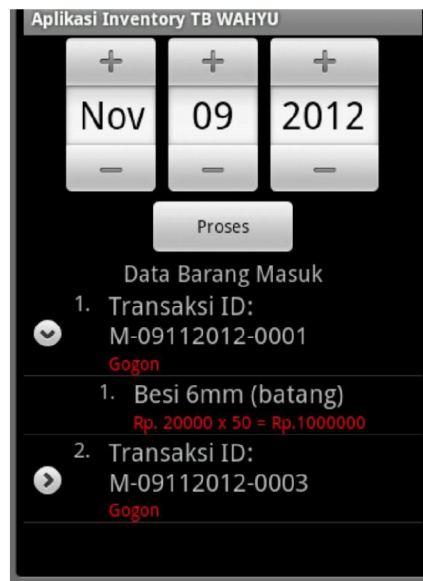 Aplikasi Inventory TB WAHYU
+ + +
Nov 09 2012
- - -
Proses
Data Barang Masuk
1. Transaksi ID:
M-09112012-0001
Gogon
1. Besi 6mm (batang)
Rp. 20000 x 50 = Rp.1000000
2. Transaksi ID:
M-09112012-0003
Gogon